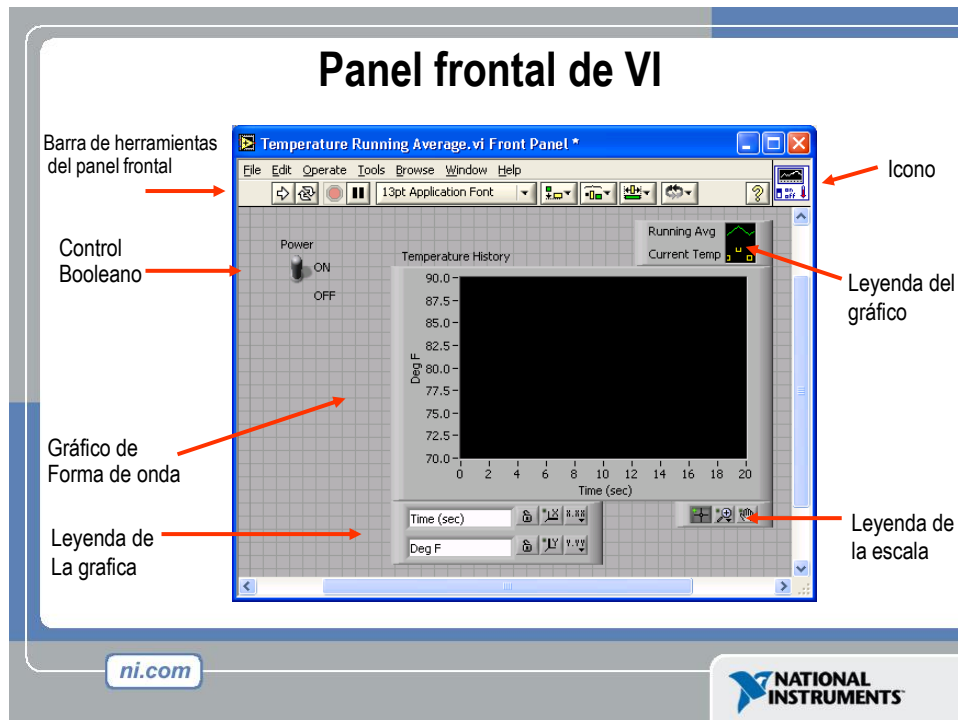 Panel frontal de VI
Barra de herramientas
del panel frontal
Temperature Running Average.vi Front Panel *
File Edit Operate Tools Browse Window Help
13pt Application Font
?
on
off
Icono
Control
Booleano
Power
ON
OFF
Running Avg
Current Temp
Leyenda del
gráfico
Temperature History
90.0
87.5
85.0
82.5
80.0
77.5
75.0
72.5
70.0
Deg F
0 2 4 6 8 10 12 14 16 18 20
Time (sec)
Gráfico de
Forma de onda
Time (sec) X X.XX
Deg F Y Y.YY
Leyenda de
La grafica
Leyenda de
la escala
ni.com
NATIONAL
INSTRUMENTS